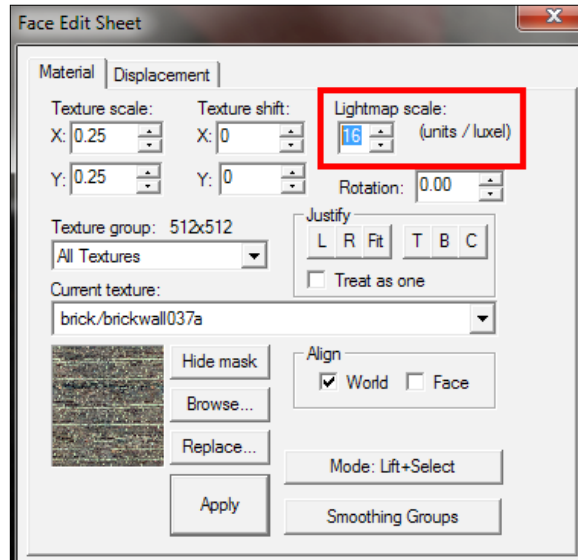 Face Edit Sheet
x
Material Displacement
Texture scale: Texture shift: Lightmap scale:
X: 0.25 X: 0 16 (units / luxel)
Y: 0.25 Y: 0 Rotation: 0.00
Texture group: 512x512 Justify
All Textures L R Fit T B C
Treat as one
Current texture:
brick/brickwall037a
Hide mask Align
World Face
Browse...
Replace...
Mode: Lift+Select
Apply
Smoothing Groups